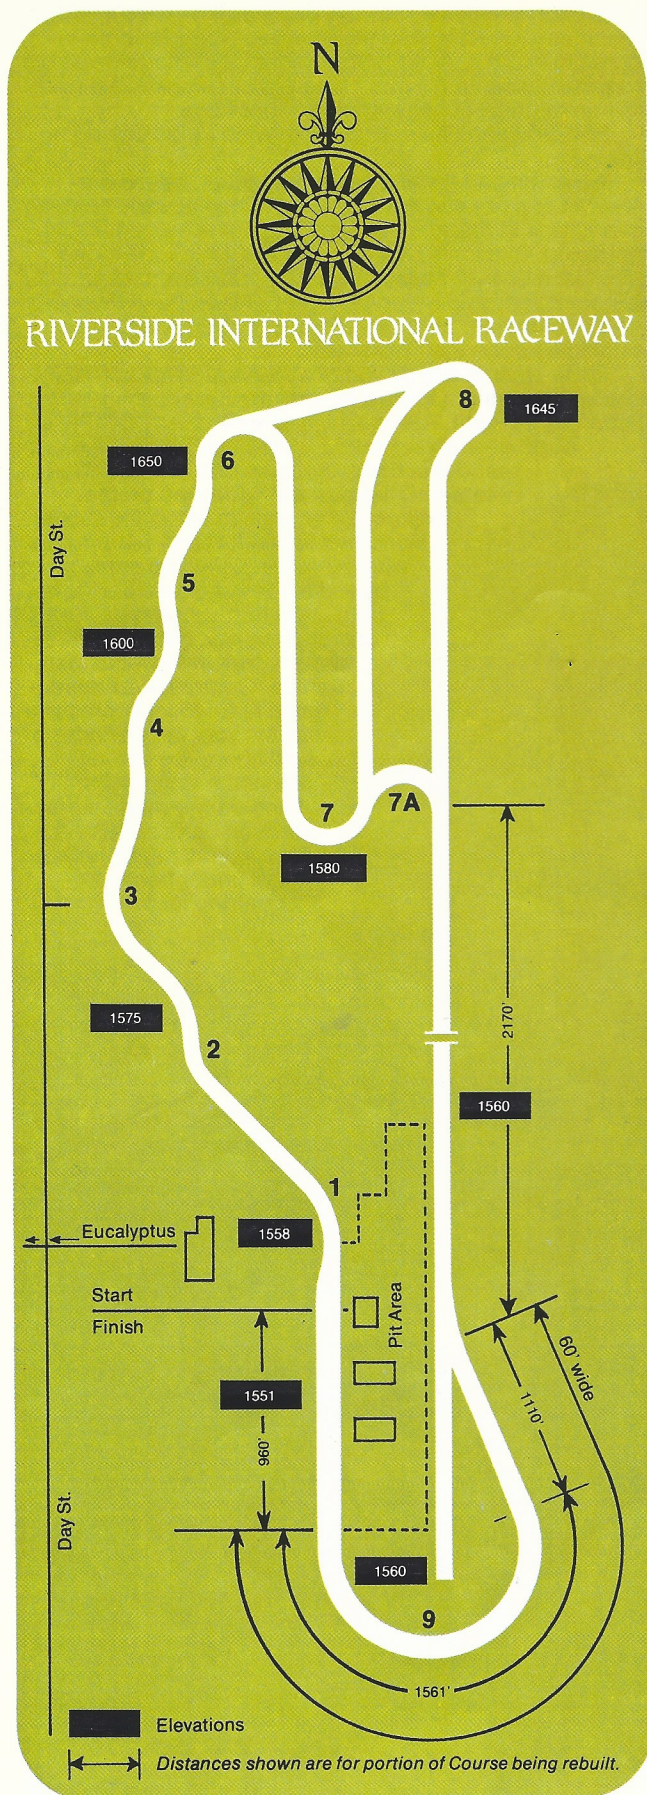 N
RIVERSIDE INTERNATIONAL RACEWAY
8
1645'
6
1650
Day St.
5
1600
4
7
7A
1580
3
2170'
1575
2
1560
1
Eucalyptus
1558
Start
Finish
Pit Area
60' wide
1551
1110'
960'
Day St.
1560
9
1561'
Elevations
Distances shown are for portion of Course being rebuilt.